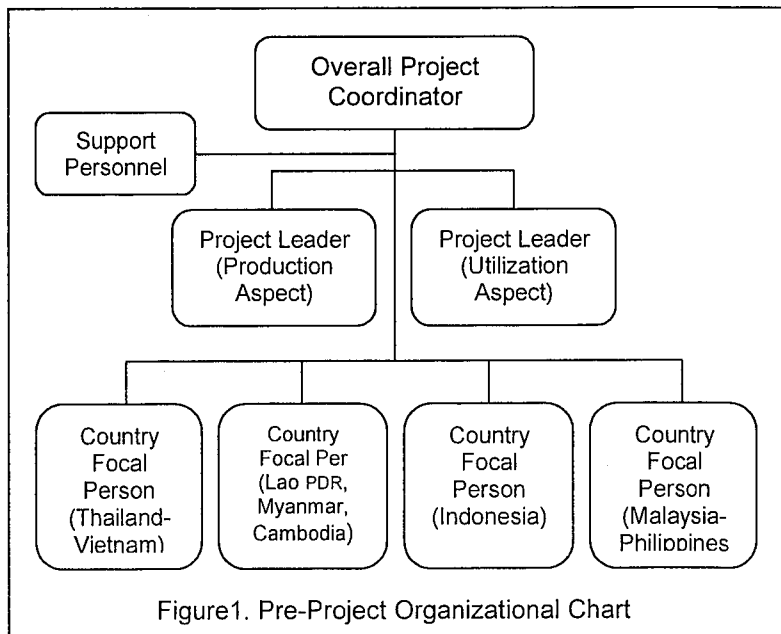 Overall Project
Coordinator
Support
Personnel
Project Leader
(Production
Aspect)
Project Leader
(Utilization
Aspect)
Country
Focal
Person
(Thailand-
Vietnam)
Country
Focal Per
(Lao PDR,
Myanmar,
Cambodia)
Country
Focal
Person
(Indonesia)
Country
Focal
Person
(Malaysia-
Philippines
Figure1. Pre-Project Organizational Chart